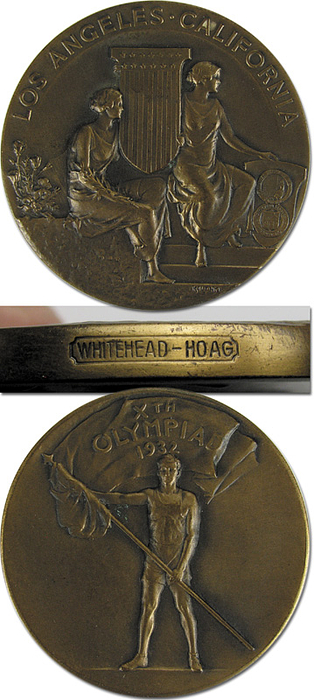 LOS ANGELES · CALIFORNIA
WHITEHEAD-HOAG
XTH
OLYMPIAD
1932